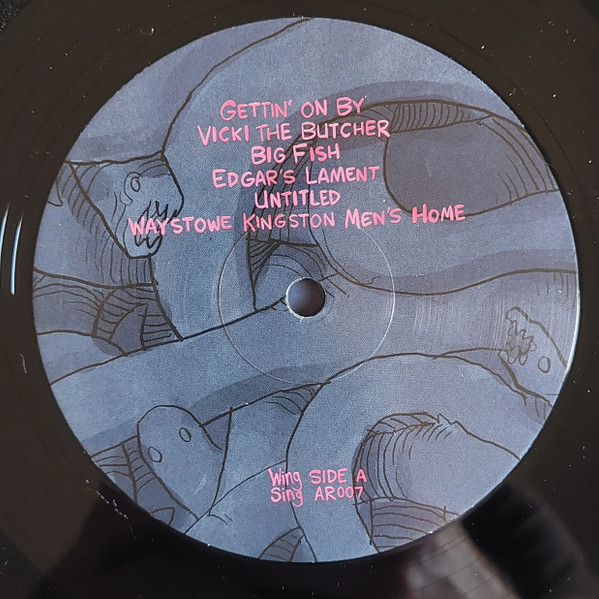 GETTIN' ON BY
VICKI THE BUTCHER
BIG FISH
EDGAR'S LAMENT
UNTITLED
WAYSTOWE KINGSTON MEN'S HOME
Wing SIDE A
Sing AR007